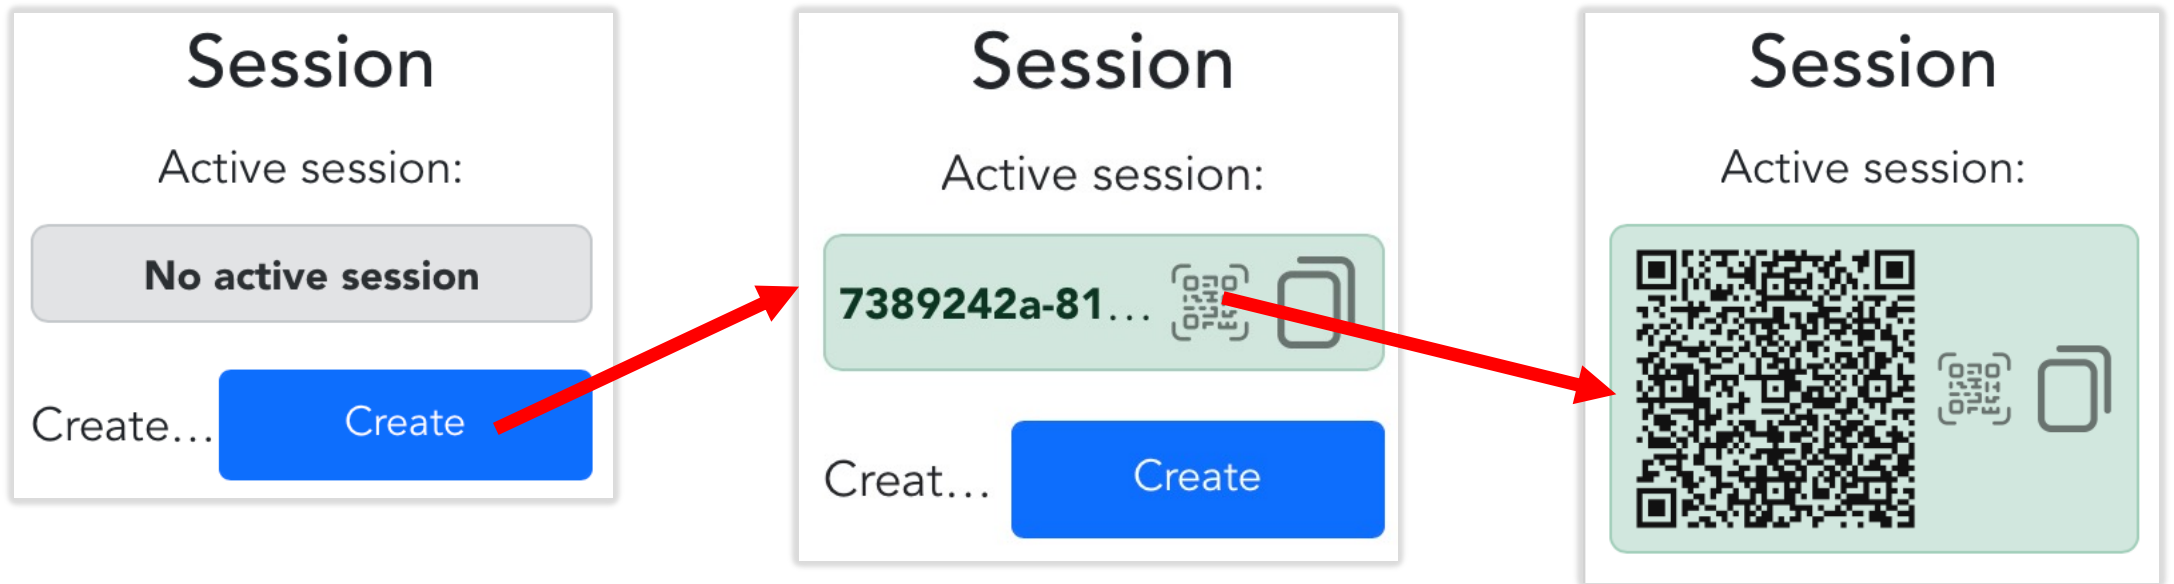 Session
Active session:
No active session
Create...
Create
Session
Active session:
7389242a-81...
Creat...
Create
Session
Active session: